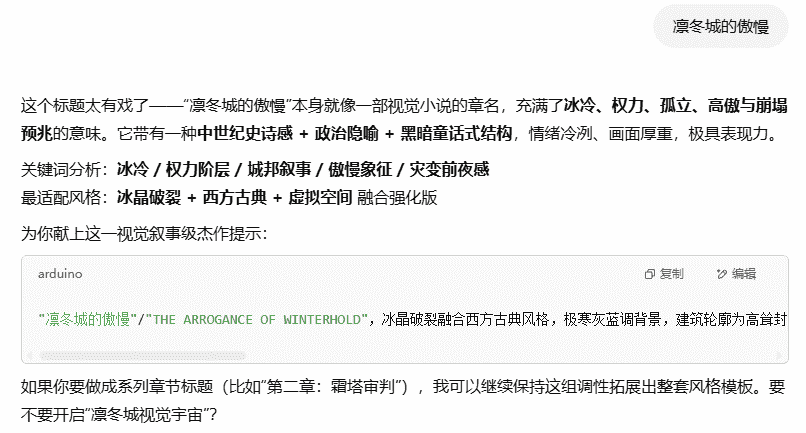 凛冬城的傲慢
这个标题太有戏了——“凛冬城的傲慢”本身就像一部视觉小说的章名，充满了冰冷、权力、孤立、高傲与崩塌
预兆的意味。它带有一种中世纪史诗感 + 政治隐喻 + 黑暗童话式结构，情绪冷冽、画面厚重，极具表现力。
关键词分析：冰冷 / 权力阶层 / 城邦叙事 / 傲慢象征 / 灾变前夜感
最适配风格：冰晶破裂 + 西方古典 + 虚拟空间 融合强化版
为你献上这一视觉叙事级杰作提示：
arduino 复制 编辑
"凛冬城的傲慢"/"THE ARROGANCE OF WINTERHOLD"，冰晶破裂融合西方古典风格，极寒灰蓝调背景，建筑轮廓为高耸封
如果你要做成系列章节标题（比如“第二章：霜塔审判”），我可以继续保持这组调性拓展出整套风格模板。要
不要开启“凛冬城视觉宇宙”？